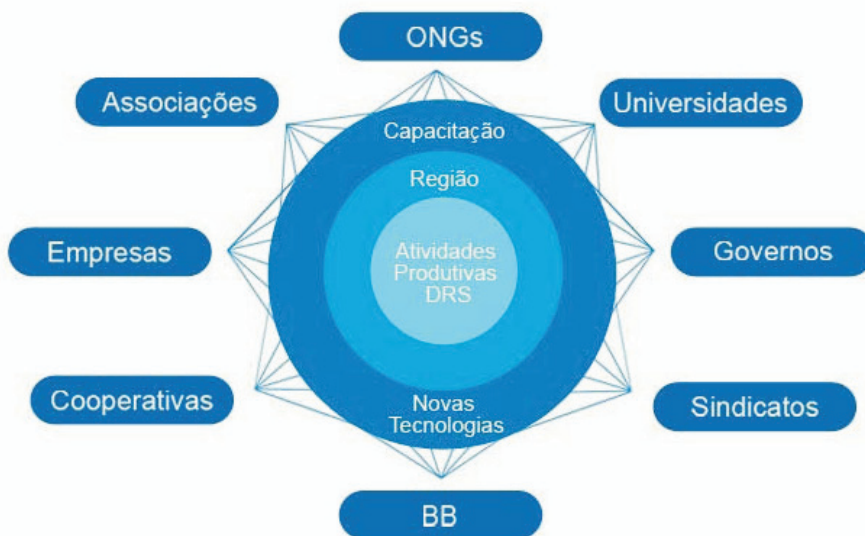 ONGs
Associações
Universidades
Capacitação
Região
Empresas
Atividades
Produtivas
DRS
Governos
Cooperativas
Novas
Tecnologias
Sindicatos
BB